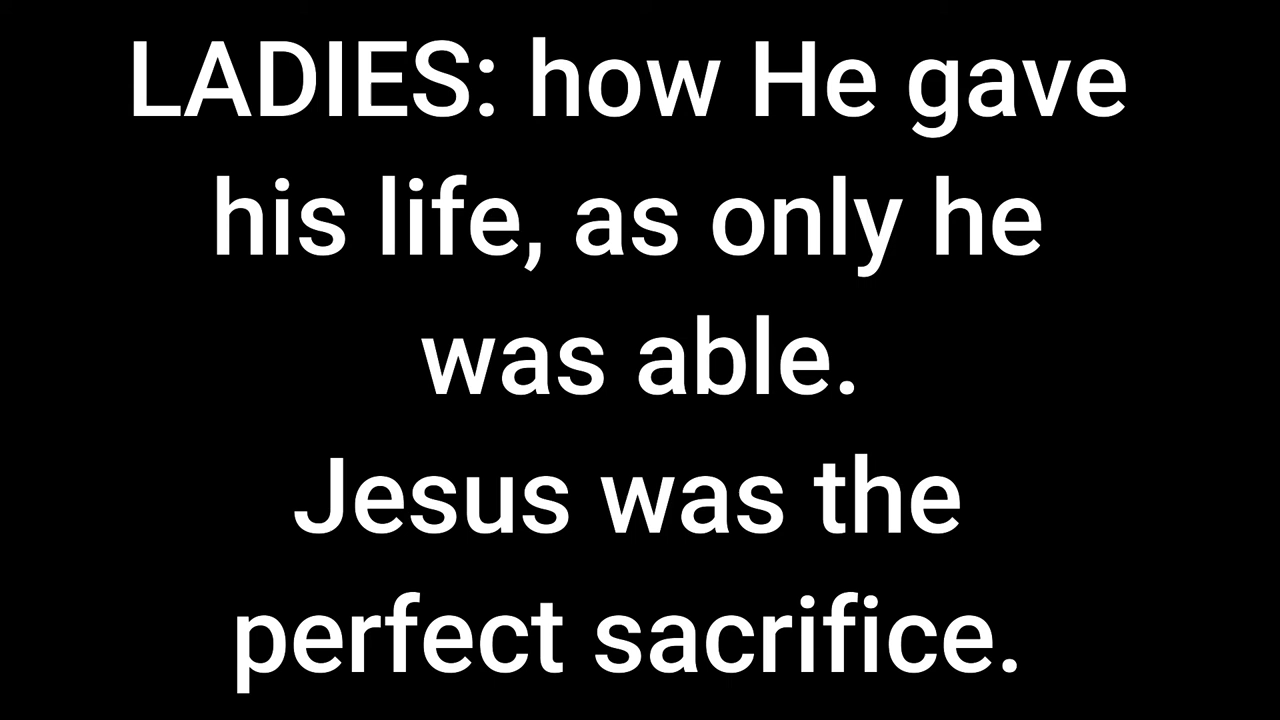 LADIES: how He gave
his life, as only he
was able.
Jesus was the
perfect sacrifice.